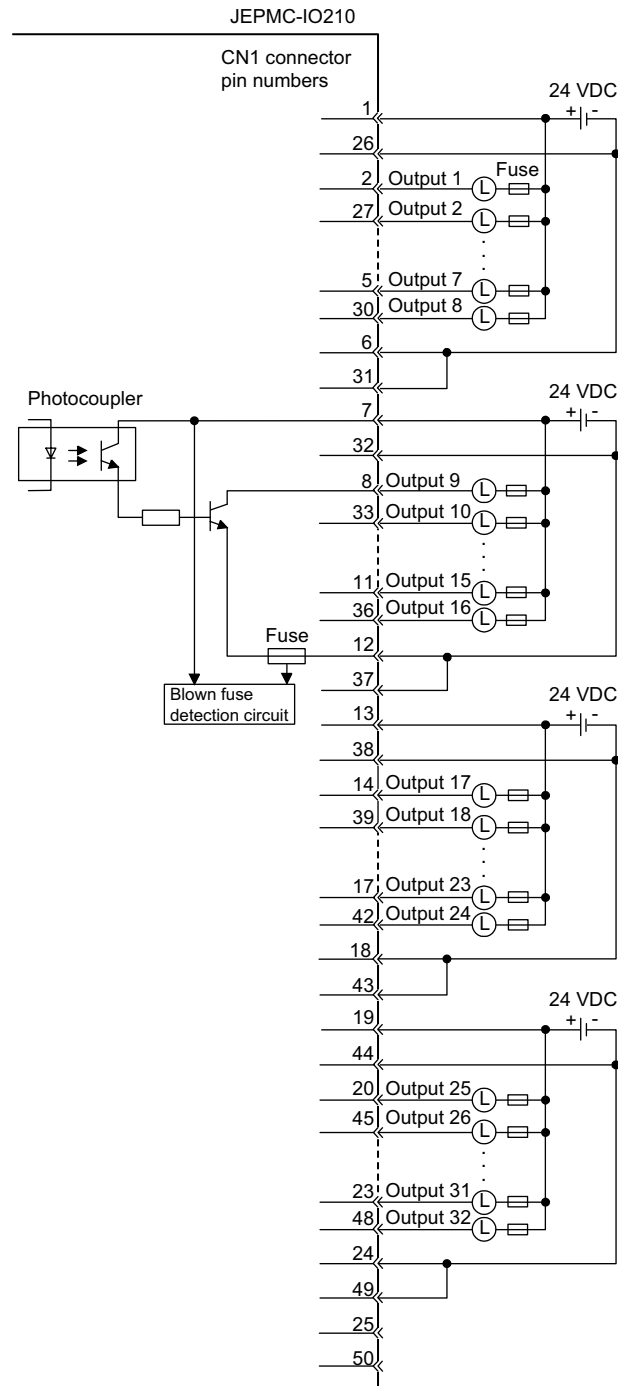 JEPMC-IO210
CN1 connector
pin numbers
24 VDC
1 + -
26
Fuse
2 Output 1 L
27 Output 2 L
5 Output 7 L
30 Output 8 L
6
31
24 VDC
Photocoupler
7 + -
32
8 Output 9 L
33 Output 10 L
11 Output 15 L
36 Output 16 L
Fuse
12
37
Blown fuse
detection circuit
24 VDC
13 + -
38
14 Output 17 L
39 Output 18 L
17 Output 23 L
42 Output 24 L
18
43
24 VDC
19 + -
44
20 Output 25 L
45 Output 26 L
23 Output 31 L
48 Output 32 L
24
49
25
50